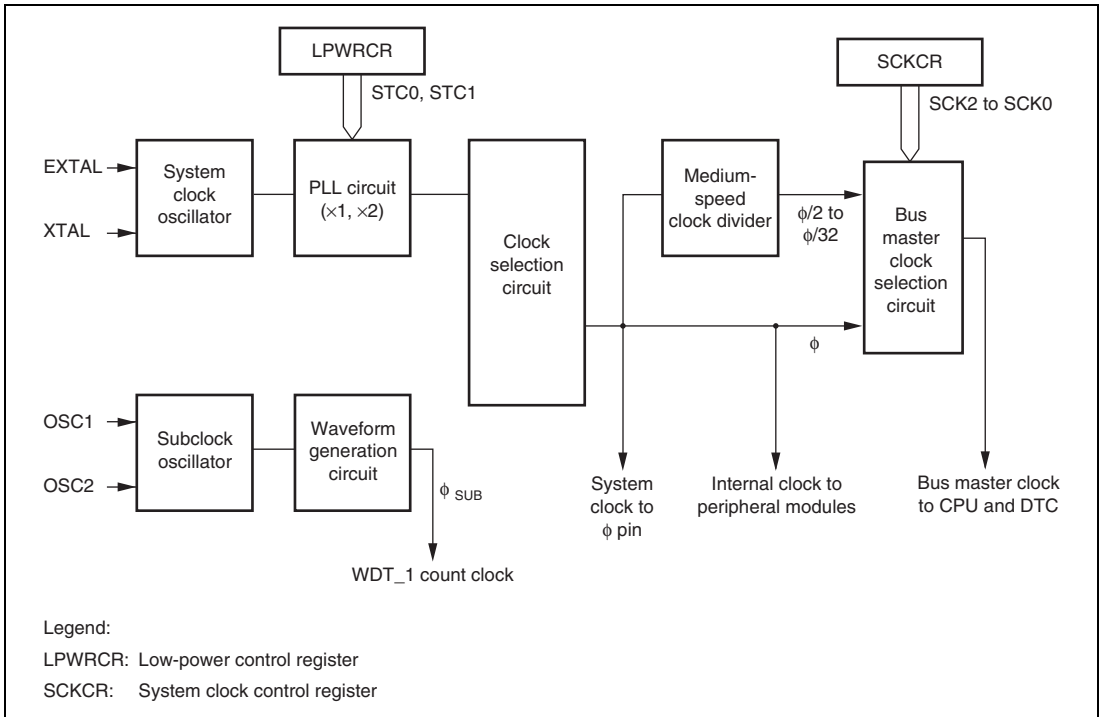 LPWRCR
STC0, STC1
SCKCR
SCK2 to SCK0
EXTAL
XTAL
System
clock
oscillator
PLL circuit
(×1, ×2)
Clock
selection
circuit
Medium-
speed
clock divider
ϕ/2 to
ϕ/32
Bus
master
clock
selection
circuit
ϕ
OSC1
OSC2
Subclock
oscillator
Waveform
generation
circuit
ϕ SUB
WDT_1 count clock
System
clock to
ϕ pin
Internal clock to
peripheral modules
Bus master clock
to CPU and DTC
Legend:
LPWRCR: Low-power control register
SCKCR: System clock control register